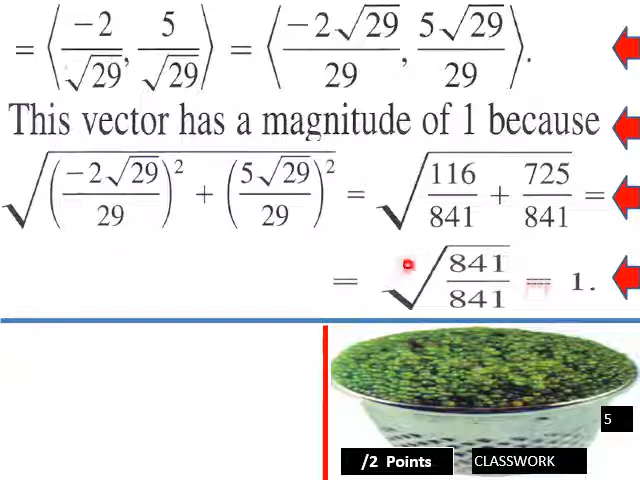 = ⟨ -2/√29, 5/√29 ⟩ = ⟨ -2√29/29, 5√29/29 ⟩.
This vector has a magnitude of 1 because
√((-2√29/29)² + (5√29/29)²) = √(116/841 + 725/841) =
= √(841/841) = 1.
5
/2 Points CLASSWORK